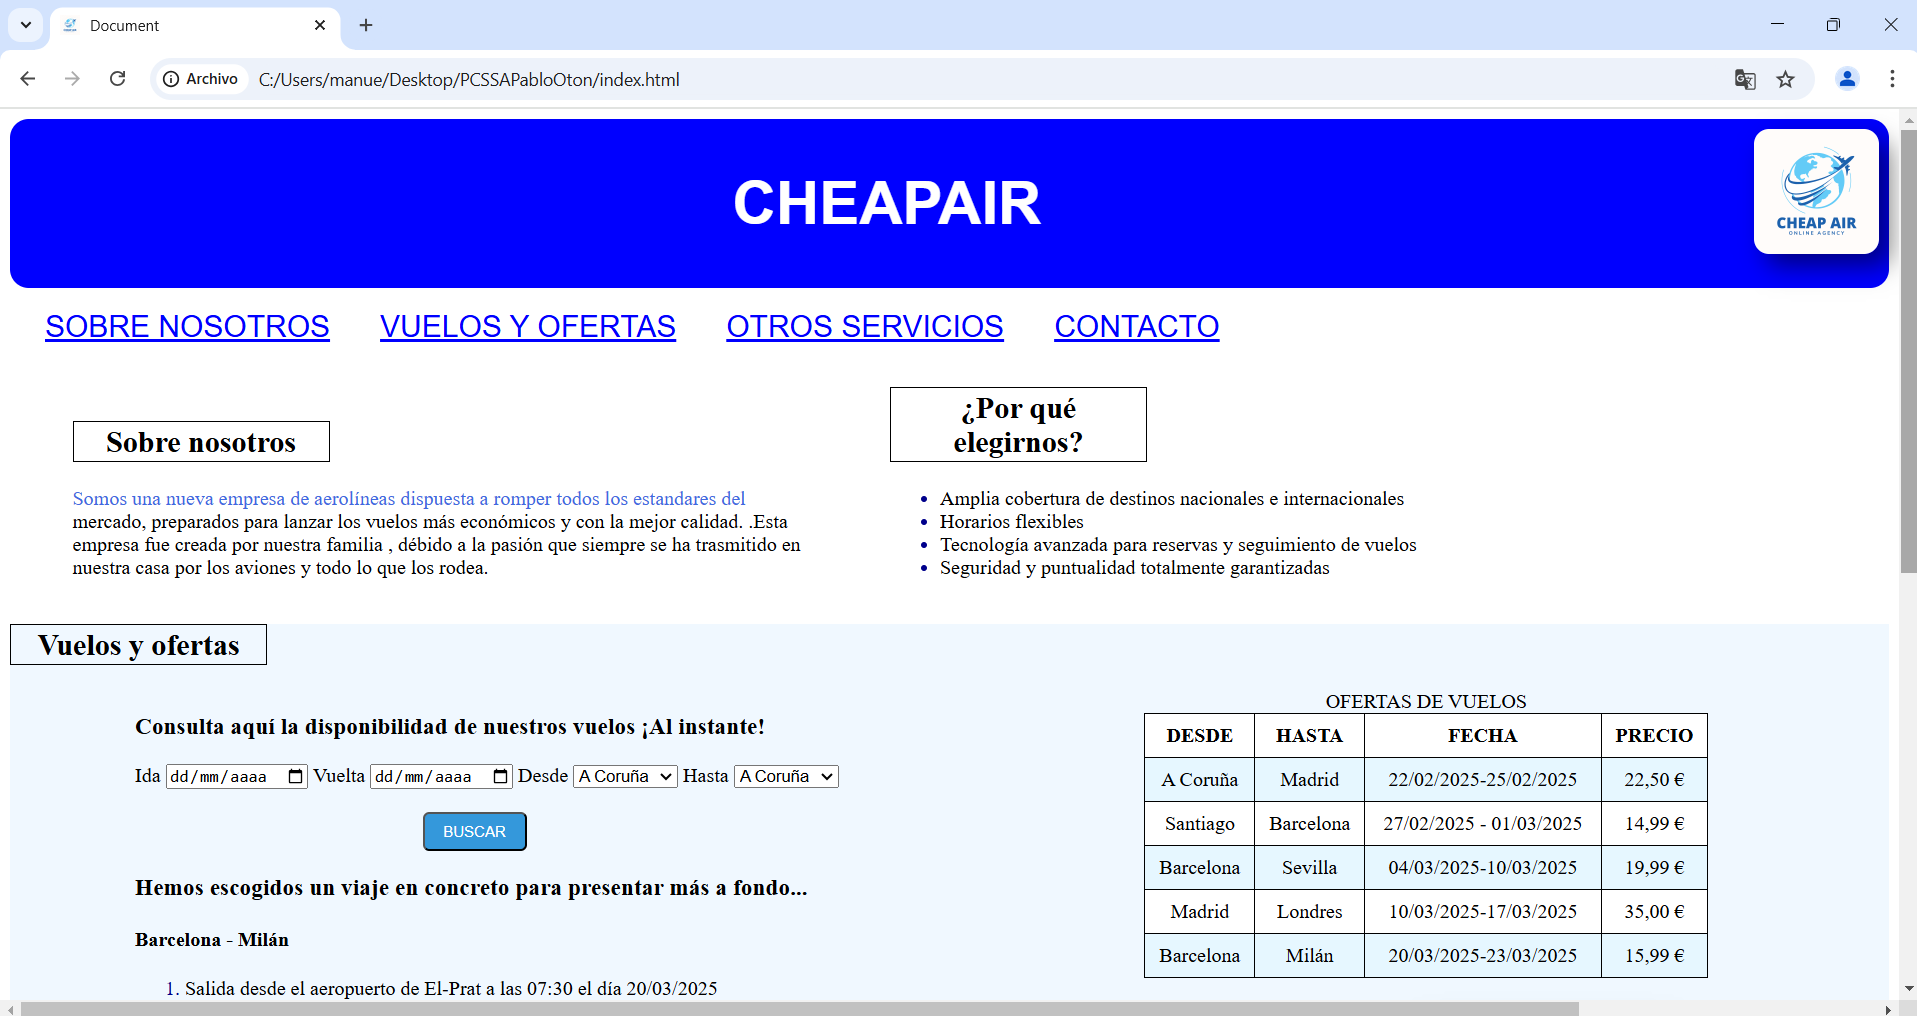 Document
Archivo C:/Users/manue/Desktop/PCSSAPabloOton/index.html
CHEAPAIR
CHEAP AIR
ONLINE AGENCY
SOBRE NOSOTROS VUELOS Y OFERTAS OTROS SERVICIOS CONTACTO
Sobre nosotros
Somos una nueva empresa de aerolíneas dispuesta a romper todos los estandares del
mercado, preparados para lanzar los vuelos más económicos y con la mejor calidad. .Esta
empresa fue creada por nuestra familia , débido a la pasión que siempre se ha trasmitido en
nuestra casa por los aviones y todo lo que los rodea.
¿Por qué
elegirnos?
• Amplia cobertura de destinos nacionales e internacionales
• Horarios flexibles
• Tecnología avanzada para reservas y seguimiento de vuelos
• Seguridad y puntualidad totalmente garantizadas
Vuelos y ofertas
Consulta aquí la disponibilidad de nuestros vuelos ¡Al instante!
Ida dd/mm/aaaa Vuelta dd/mm/aaaa Desde A Coruña Hasta A Coruña
BUSCAR
Hemos escogidos un viaje en concreto para presentar más a fondo...
Barcelona - Milán
1. Salida desde el aeropuerto de El-Prat a las 07:30 el día 20/03/2025
OFERTAS DE VUELOS
DESDE HASTA FECHA PRECIO
A Coruña Madrid 22/02/2025-25/02/2025 22,50 €
Santiago Barcelona 27/02/2025 - 01/03/2025 14,99 €
Barcelona Sevilla 04/03/2025-10/03/2025 19,99 €
Madrid Londres 10/03/2025-17/03/2025 35,00 €
Barcelona Milán 20/03/2025-23/03/2025 15,99 €